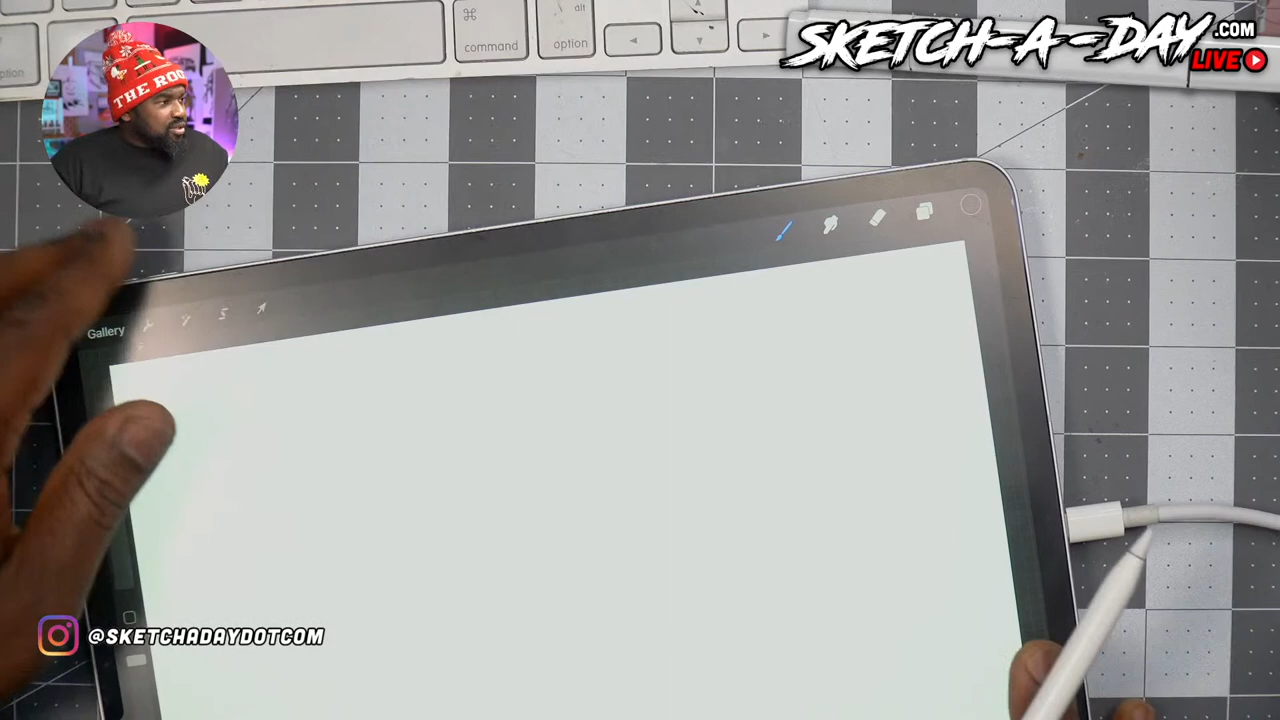 ⌘
alt
option
command
option
SKETCH-A-DAY.COM
LIVE
THE ROO
Gallery
@SKETCHADAYDOTCOM